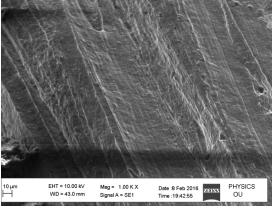 10 µm
EHT = 10.00 kV
WD = 43.0 mm
Mag = 1.00 K X
Signal A = SE1
Date :8 Feb 2016
Time :19:42:55
ZEISS
PHYSICS
OU